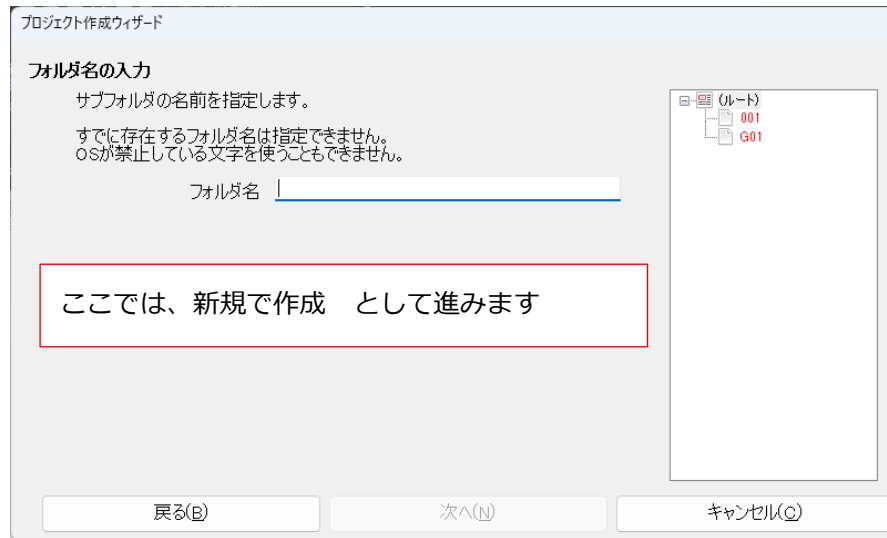 プロジェクト作成ウィザード
フォルダ名の入力
サブフォルダの名前を指定します。
すでに存在するフォルダ名は指定できません。
OSが禁止している文字を使うこともできません。
フォルダ名
(ルート)
001
G01
ここでは、新規で作成　として進みます
戻る(B)
次へ(N)
キャンセル(C)